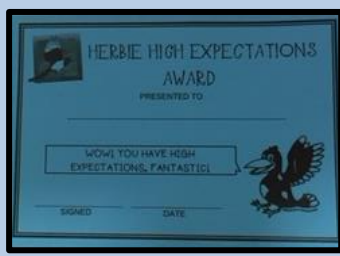 HERBIE HIGH EXPECTATIONS
AWARD
PRESENTED TO
WOW! YOU HAVE HIGH
EXPECTATIONS, FANTASTIC!
SIGNED DATE